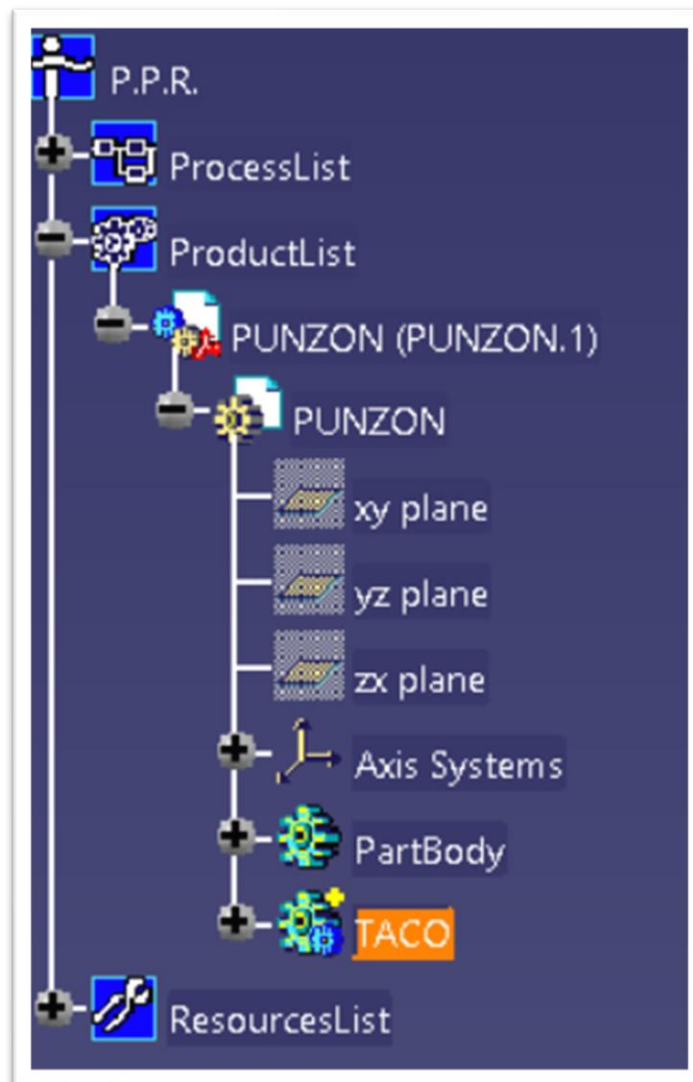 P.P.R.
ProcessList
ProductList
PUNZON (PUNZON.1)
PUNZON
xy plane
yz plane
zx plane
Axis Systems
PartBody
TACO
ResourcesList